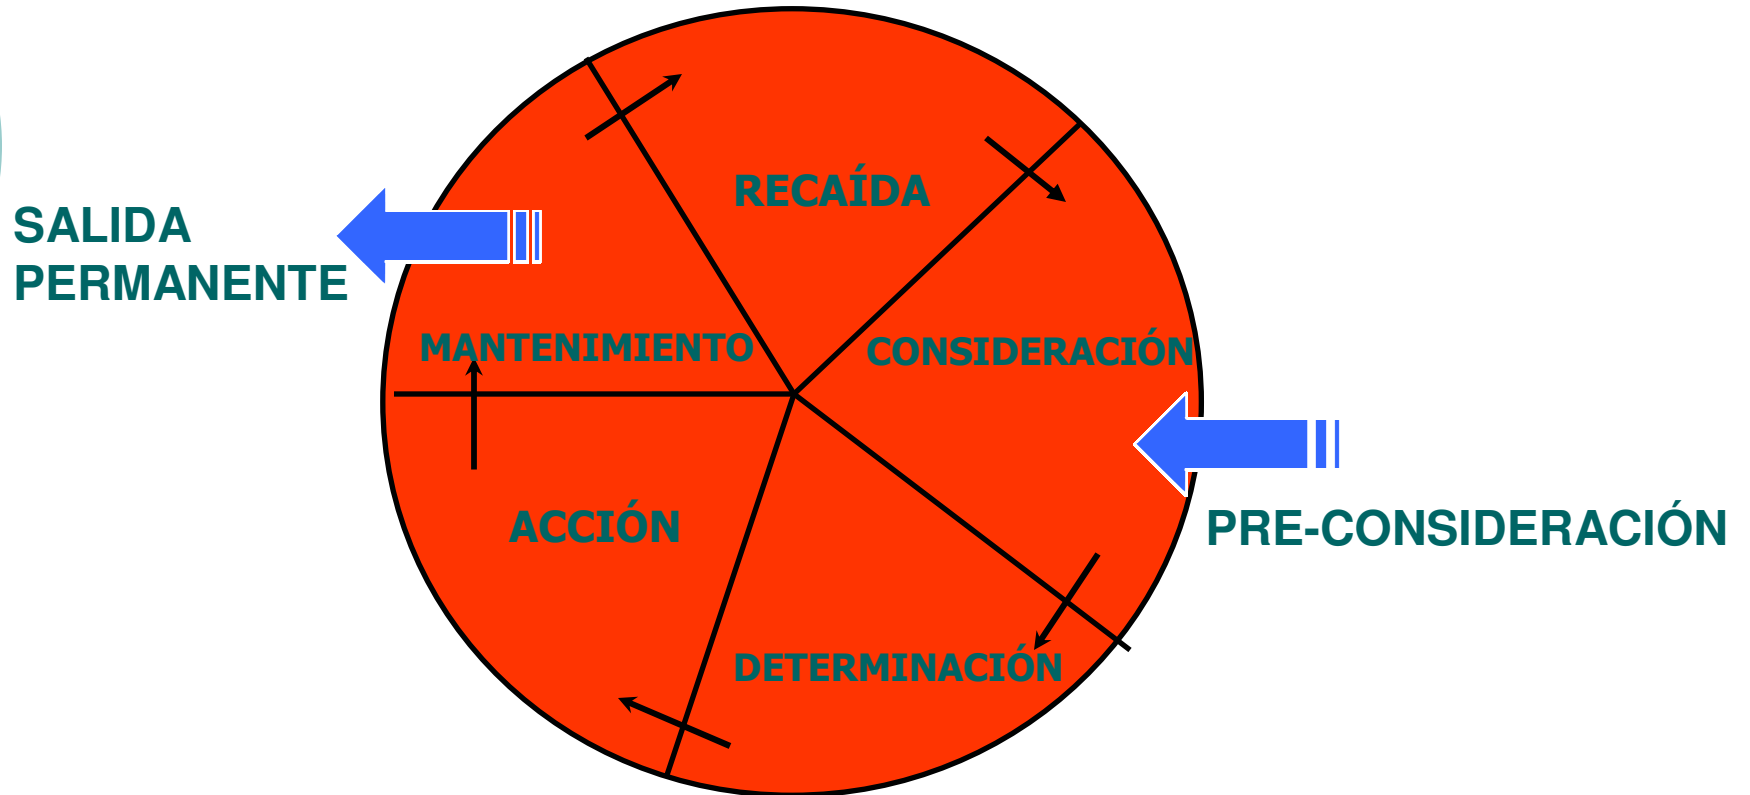 RECAÍDA
SALIDA
PERMANENTE
MANTENIMIENTO
CONSIDERACIÓN
ACCIÓN
PRE-CONSIDERACIÓN
DETERMINACIÓN